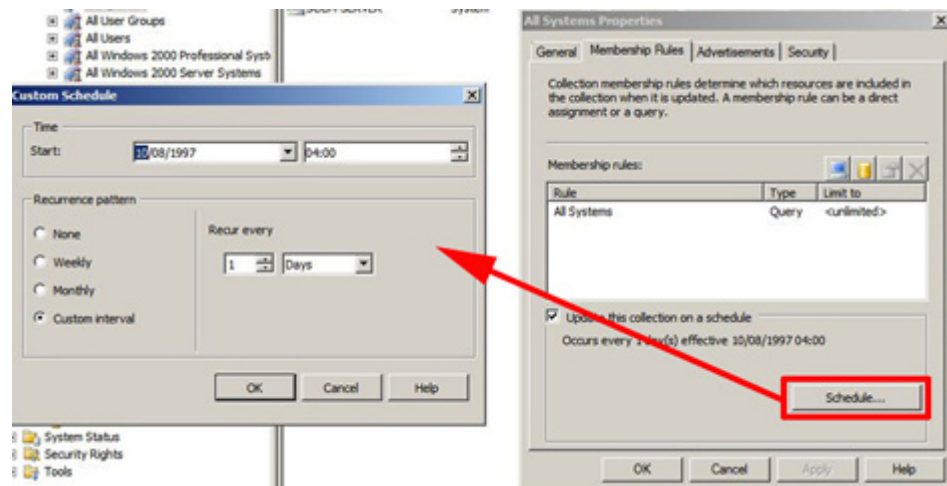 All User Groups
All Users
All Windows 2000 Professional Syst
All Windows 2000 Server Systems
System
Custom Schedule
Time
Start:
10/08/1997
04:00
Recurrence pattern
None
Weekly
Monthly
Custom interval
Recur every
1
Days
OK
Cancel
Help
System Status
Security Rights
Tools
All Systems Properties
General
Membership Rules
Advertisements
Security
Collection membership rules determine which resources are included in
the collection when it is updated. A membership rule can be a direct
assignment or a query.
Membership rules:
Rule
Type
Limit to
All Systems
Query
<unlimited>
Update this collection on a schedule
Occurs every 1 day(s) effective 10/08/1997 04:00
Schedule...
OK
Cancel
Apply
Help